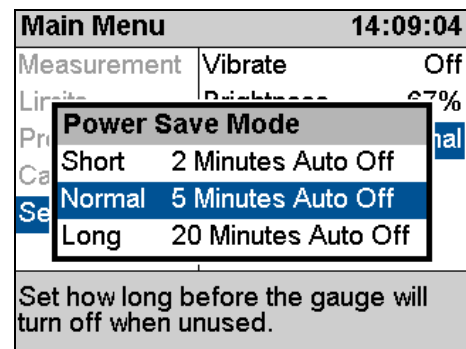 Main Menu 14:09:04
Measurement Vibrate Off
Power Save Mode
Short 2 Minutes Auto Off
Normal 5 Minutes Auto Off
Long 20 Minutes Auto Off
Set how long before the gauge will
turn off when unused.